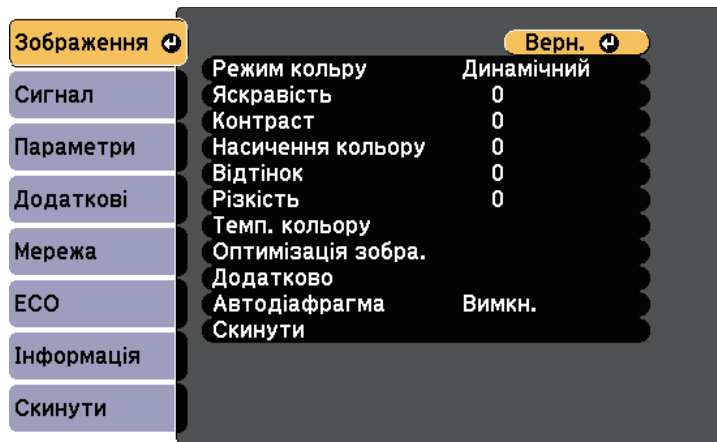 Зображення
Сигнал
Параметри
Додаткові
Мережа
ECO
Інформація
Скинути
Верн.
Режим кольру Динамічний
Яскравість 0
Контраст 0
Насичення кольору 0
Відтінок 0
Різкість 0
Темп. кольору
Оптимізація зобра.
Додатково
Автодіафрагма Вимкн.
Скинути